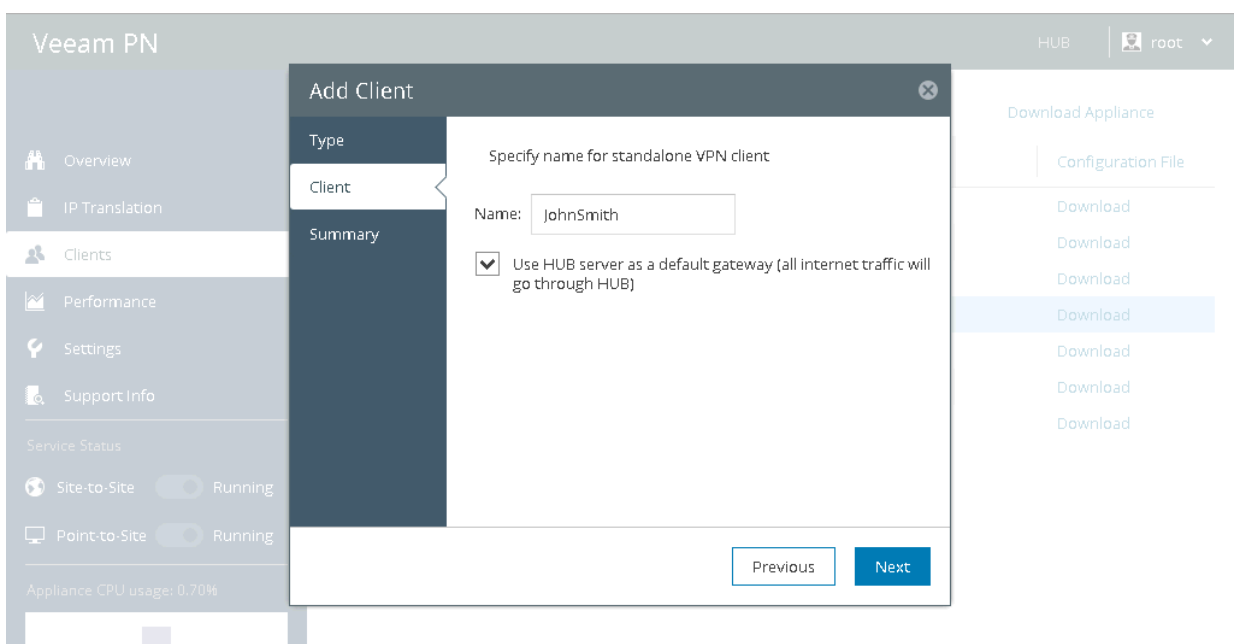 Veeam PN
HUB
root
Add Client
Download Appliance
Type
Client
Summary
Specify name for standalone VPN client
Name: JohnSmith
Use HUB server as a default gateway (all internet traffic will
go through HUB)
Previous
Next
Overview
IP Translation
Clients
Performance
Settings
Support Info
Service Status
Site-to-Site Running
Point-to-Site Running
Appliance CPU usage: 0.70%
Configuration File
Download
Download
Download
Download
Download
Download
Download